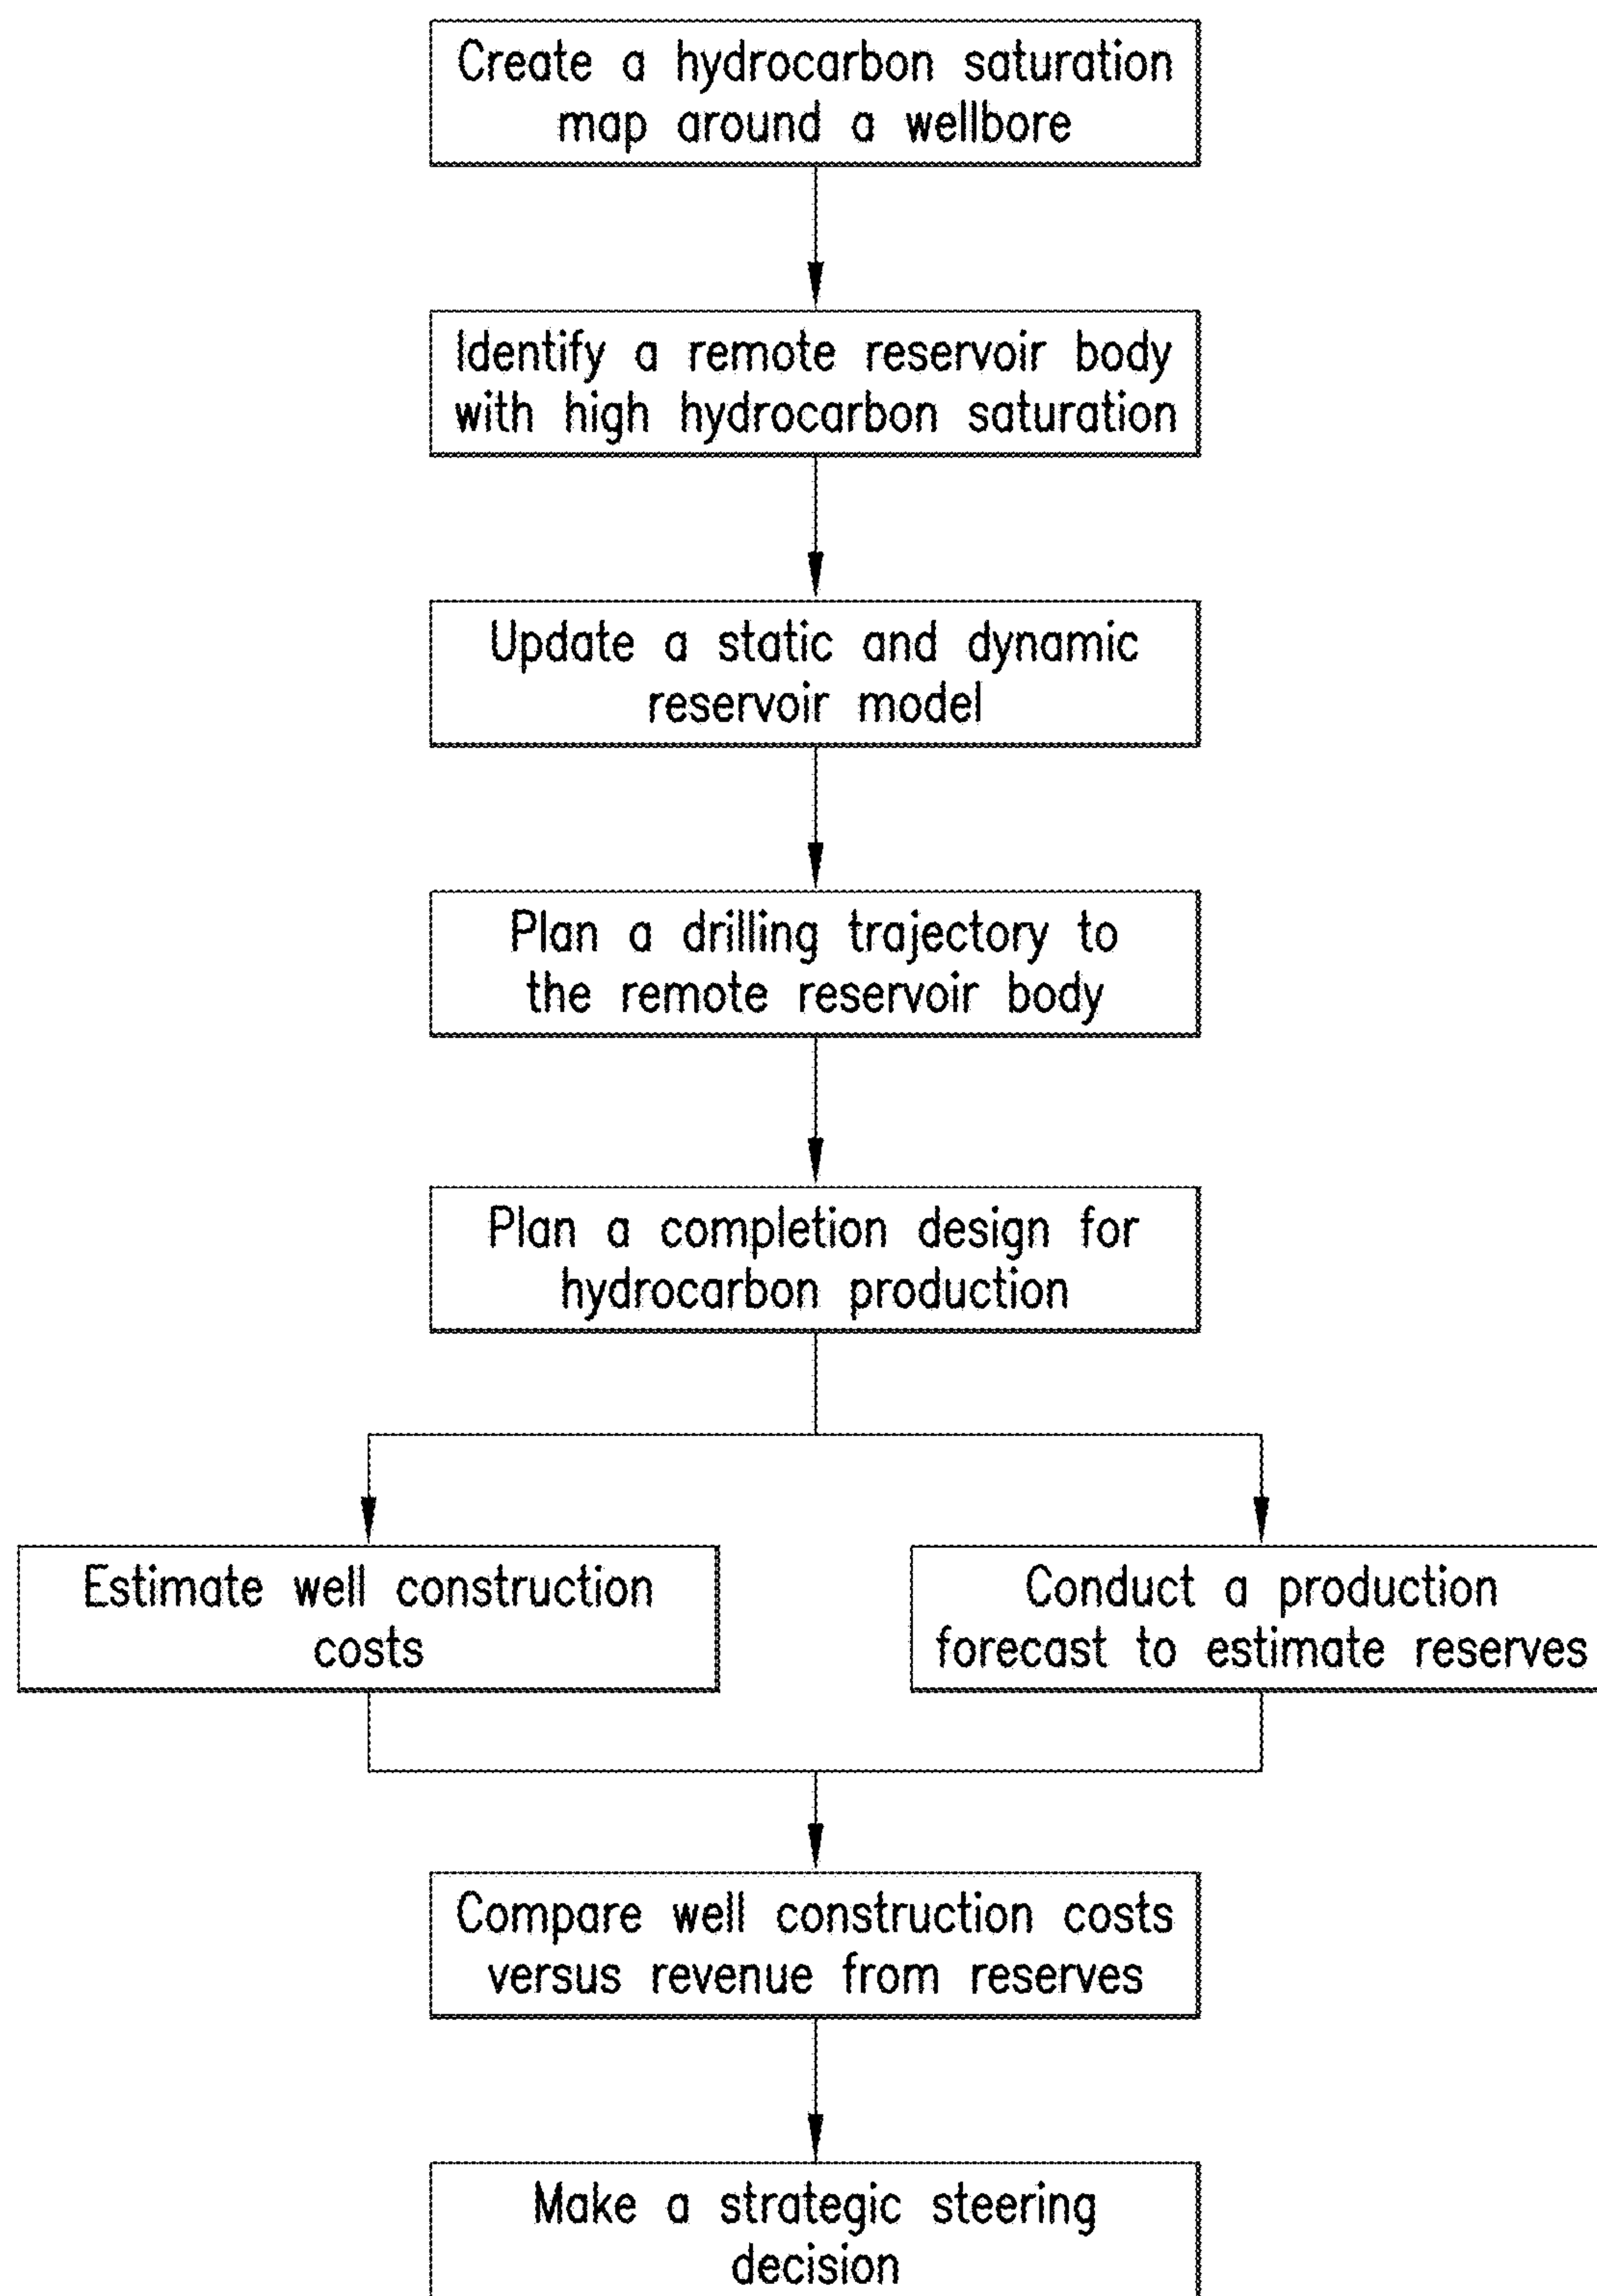 Create a hydrocarbon saturation
map around a wellbore
Identify a remote reservoir body
with high hydrocarbon saturation
Update a static and dynamic
reservoir model
Plan a drilling trajectory to
the remote reservoir body
Plan a completion design for
hydrocarbon production
Estimate well construction
costs
Conduct a production
forecast to estimate reserves
Compare well construction costs
versus revenue from reserves
Make a strategic steering
decision